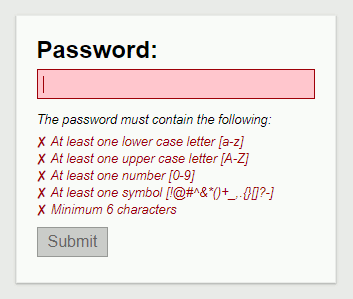 Password:
The password must contain the following:
✗ At least one lower case letter [a-z]
✗ At least one upper case letter [A-Z]
✗ At least one number [0-9]
✗ At least one symbol [!@#^&*()+_,.{}[]?-]
✗ Minimum 6 characters
Submit